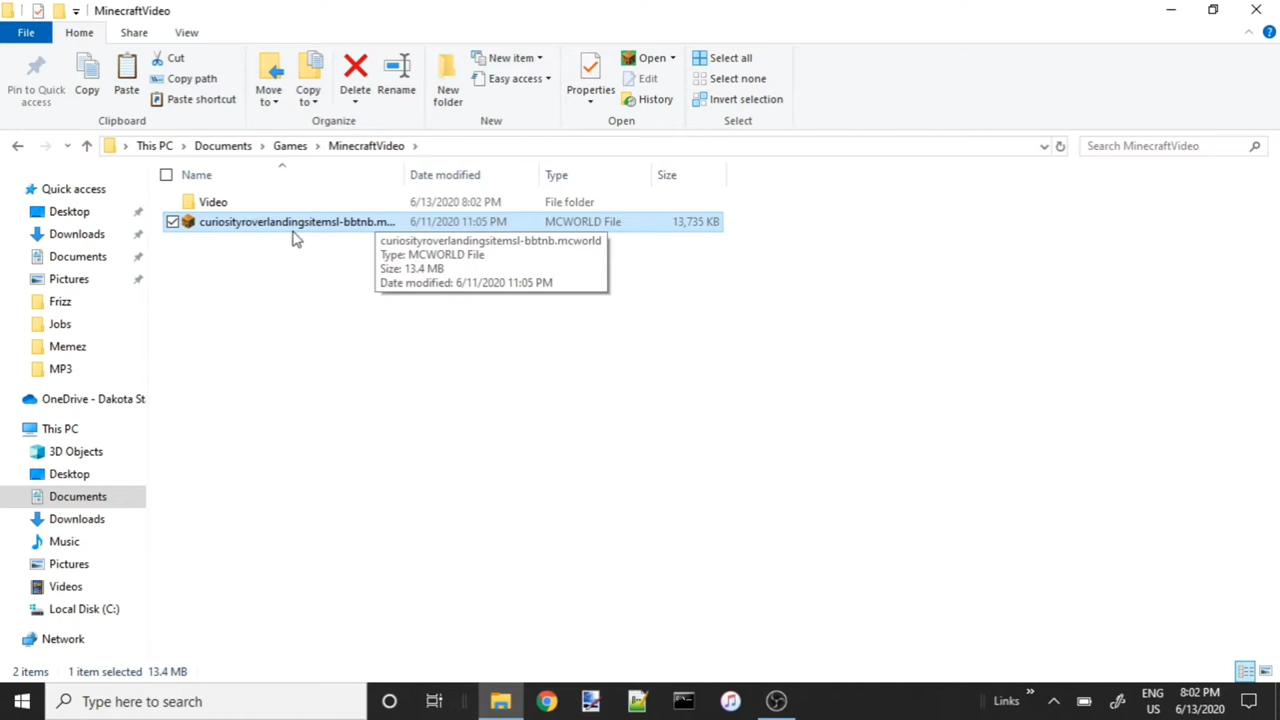 MinecraftVideo
File Home Share View
Pin to Quick access
Copy
Paste
Cut
Copy path
Paste shortcut
Clipboard
Move to
Copy to
Delete
Rename
Organize
New folder
New item
Easy access
New
Properties
Open
Edit
History
Open
Select all
Select none
Invert selection
Select
This PC Documents Games MinecraftVideo
Search MinecraftVideo
Name Date modified Type Size
Video 6/13/2020 8:02 PM File folder
curiosityroverlandingsitemsl-bbtnb.m... 6/11/2020 11:05 PM MCWORLD File 13,735 KB
curiosityroverlandingsitemsl-bbtnb.mcworld
Type: MCWORLD File
Size: 13.4 MB
Date modified: 6/11/2020 11:05 PM
Quick access
Desktop
Downloads
Documents
Pictures
Frizz
Jobs
Memez
MP3
OneDrive - Dakota St
This PC
3D Objects
Desktop
Documents
Downloads
Music
Pictures
Videos
Local Disk (C:)
Network
2 items 1 item selected 13.4 MB
Type here to search
Links
ENG
US
8:02 PM
6/13/2020